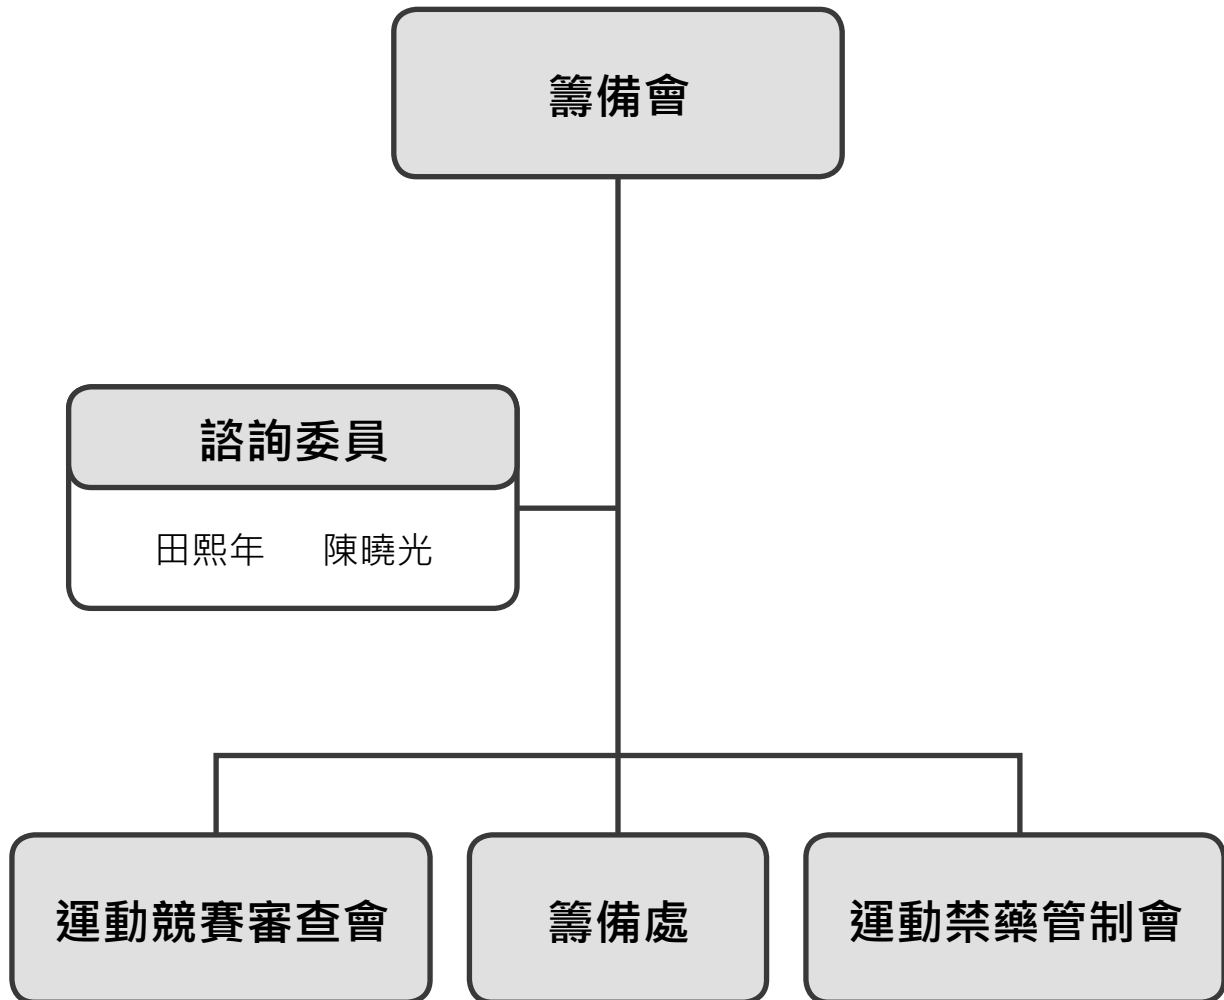 籌備會
諮詢委員
田熙年 陳曉光
運動競賽審查會
籌備處
運動禁藥管制會